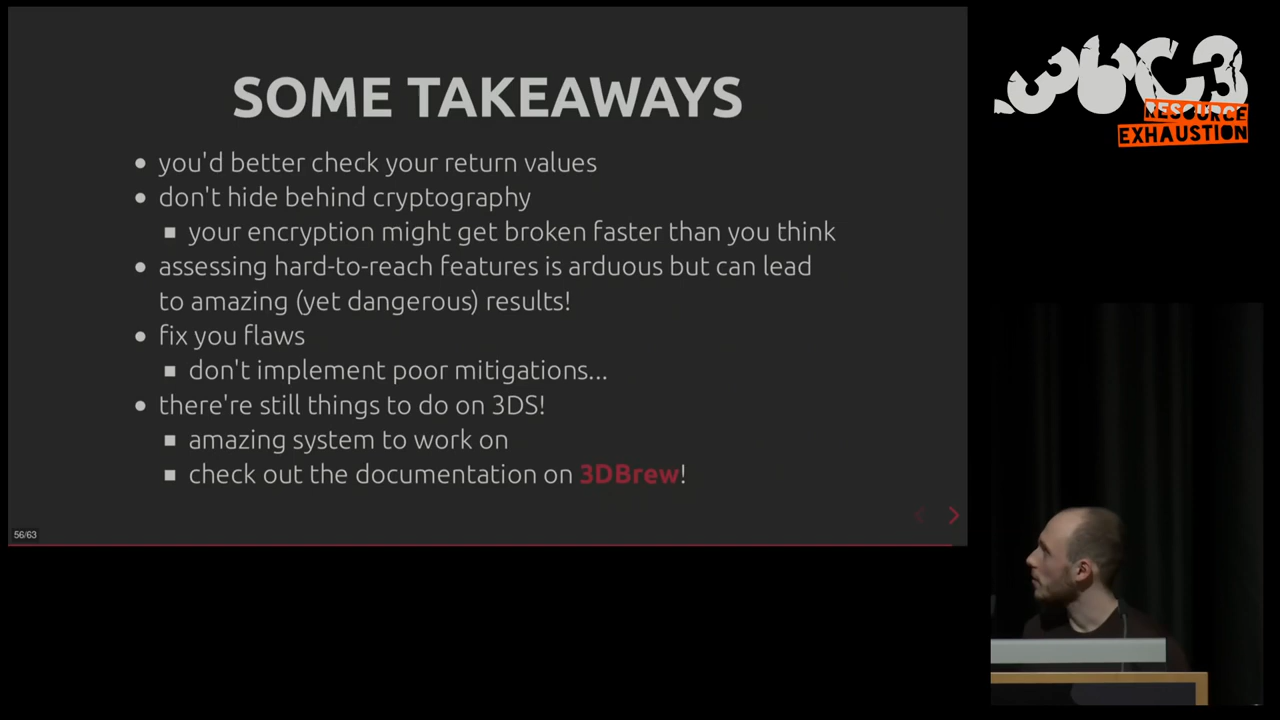 SOME TAKEAWAYS
you'd better check your return values
don't hide behind cryptography
your encryption might get broken faster than you think
assessing hard-to-reach features is arduous but can lead
to amazing (yet dangerous) results!
fix you flaws
don't implement poor mitigations...
there're still things to do on 3DS!
amazing system to work on
check out the documentation on 3DBrew!
56/63
36C3
RESOURCE
EXHAUSTION